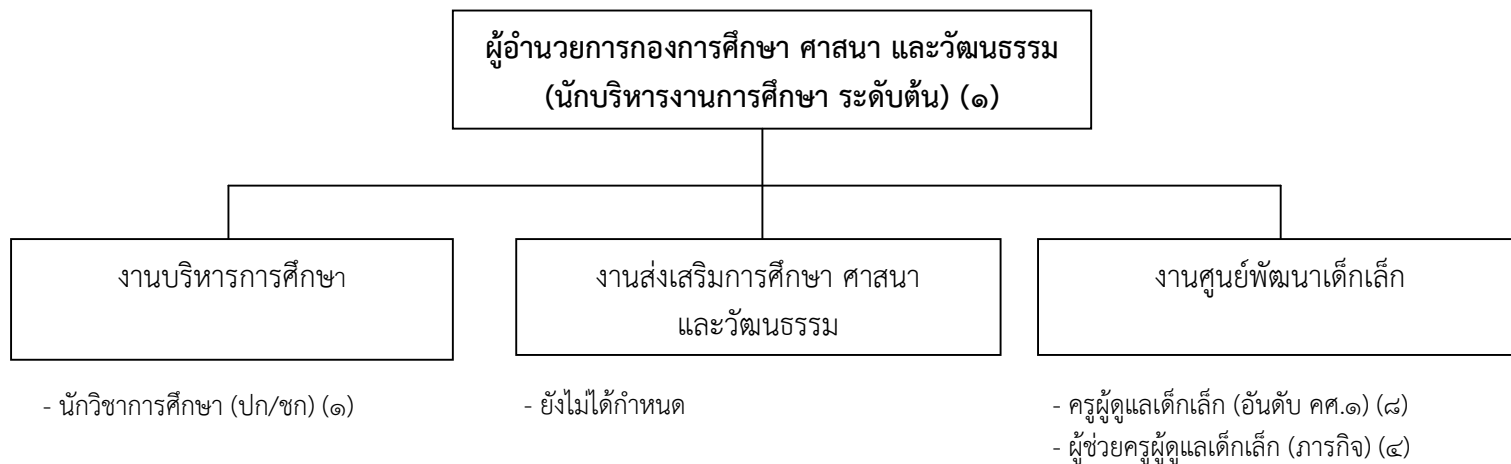 ผู้อำนวยการกองการศึกษา ศาสนา และวัฒนธรรม
(นักบริหารงานการศึกษา ระดับต้น) (๑)
งานบริหารการศึกษา
งานส่งเสริมการศึกษา ศาสนา
และวัฒนธรรม
งานศูนย์พัฒนาเด็กเล็ก
- นักวิชาการศึกษา (ปก/ชก) (๑)
- ยังไม่ได้กำหนด
- ครูผู้ดูแลเด็กเล็ก (อันดับ คศ.๑) (๘)
- ผู้ช่วยครูผู้ดูแลเด็กเล็ก (ภารกิจ) (๔)